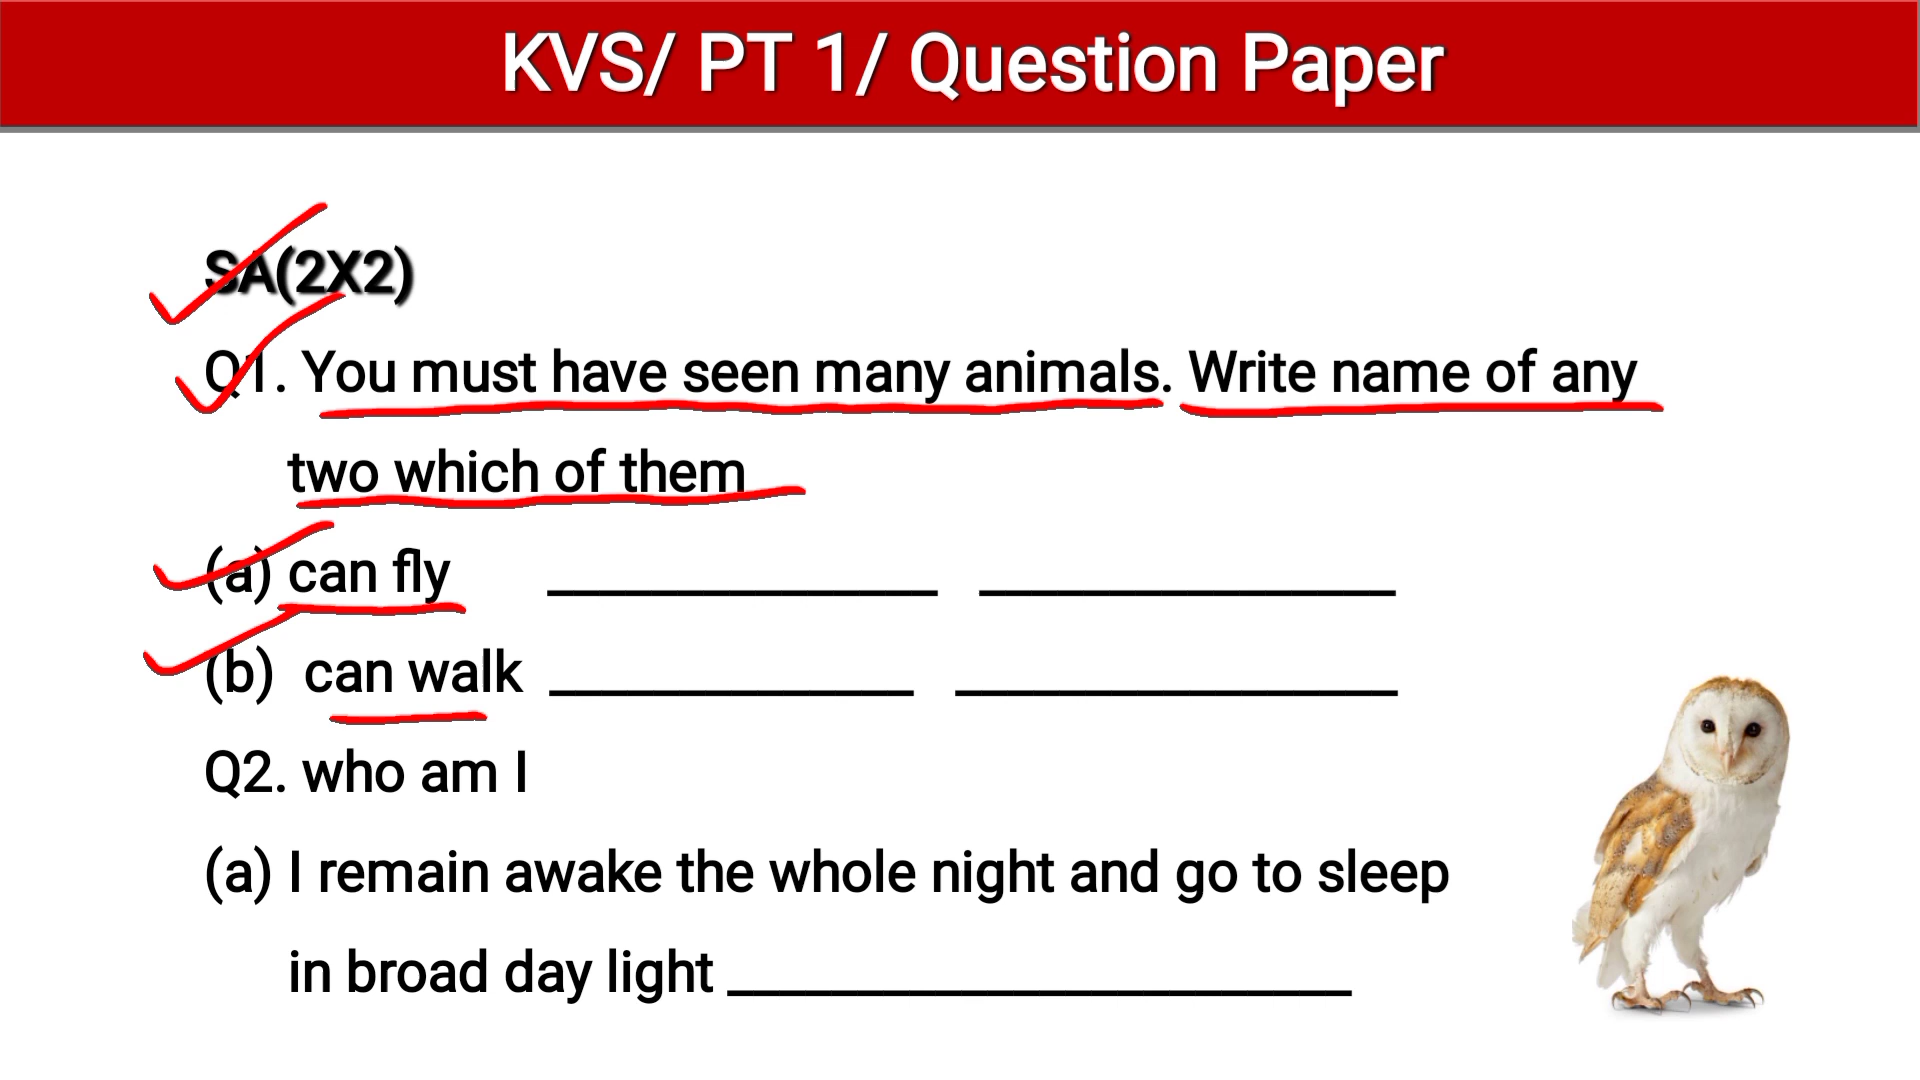 KVS/ PT 1/ Question Paper
SA(2X2)
Q1. You must have seen many animals. Write name of any
two which of them
(a) can fly ______________ _______________
(b) can walk _____________ ________________
Q2. who am I
(a) I remain awake the whole night and go to sleep
in broad day light _______________________